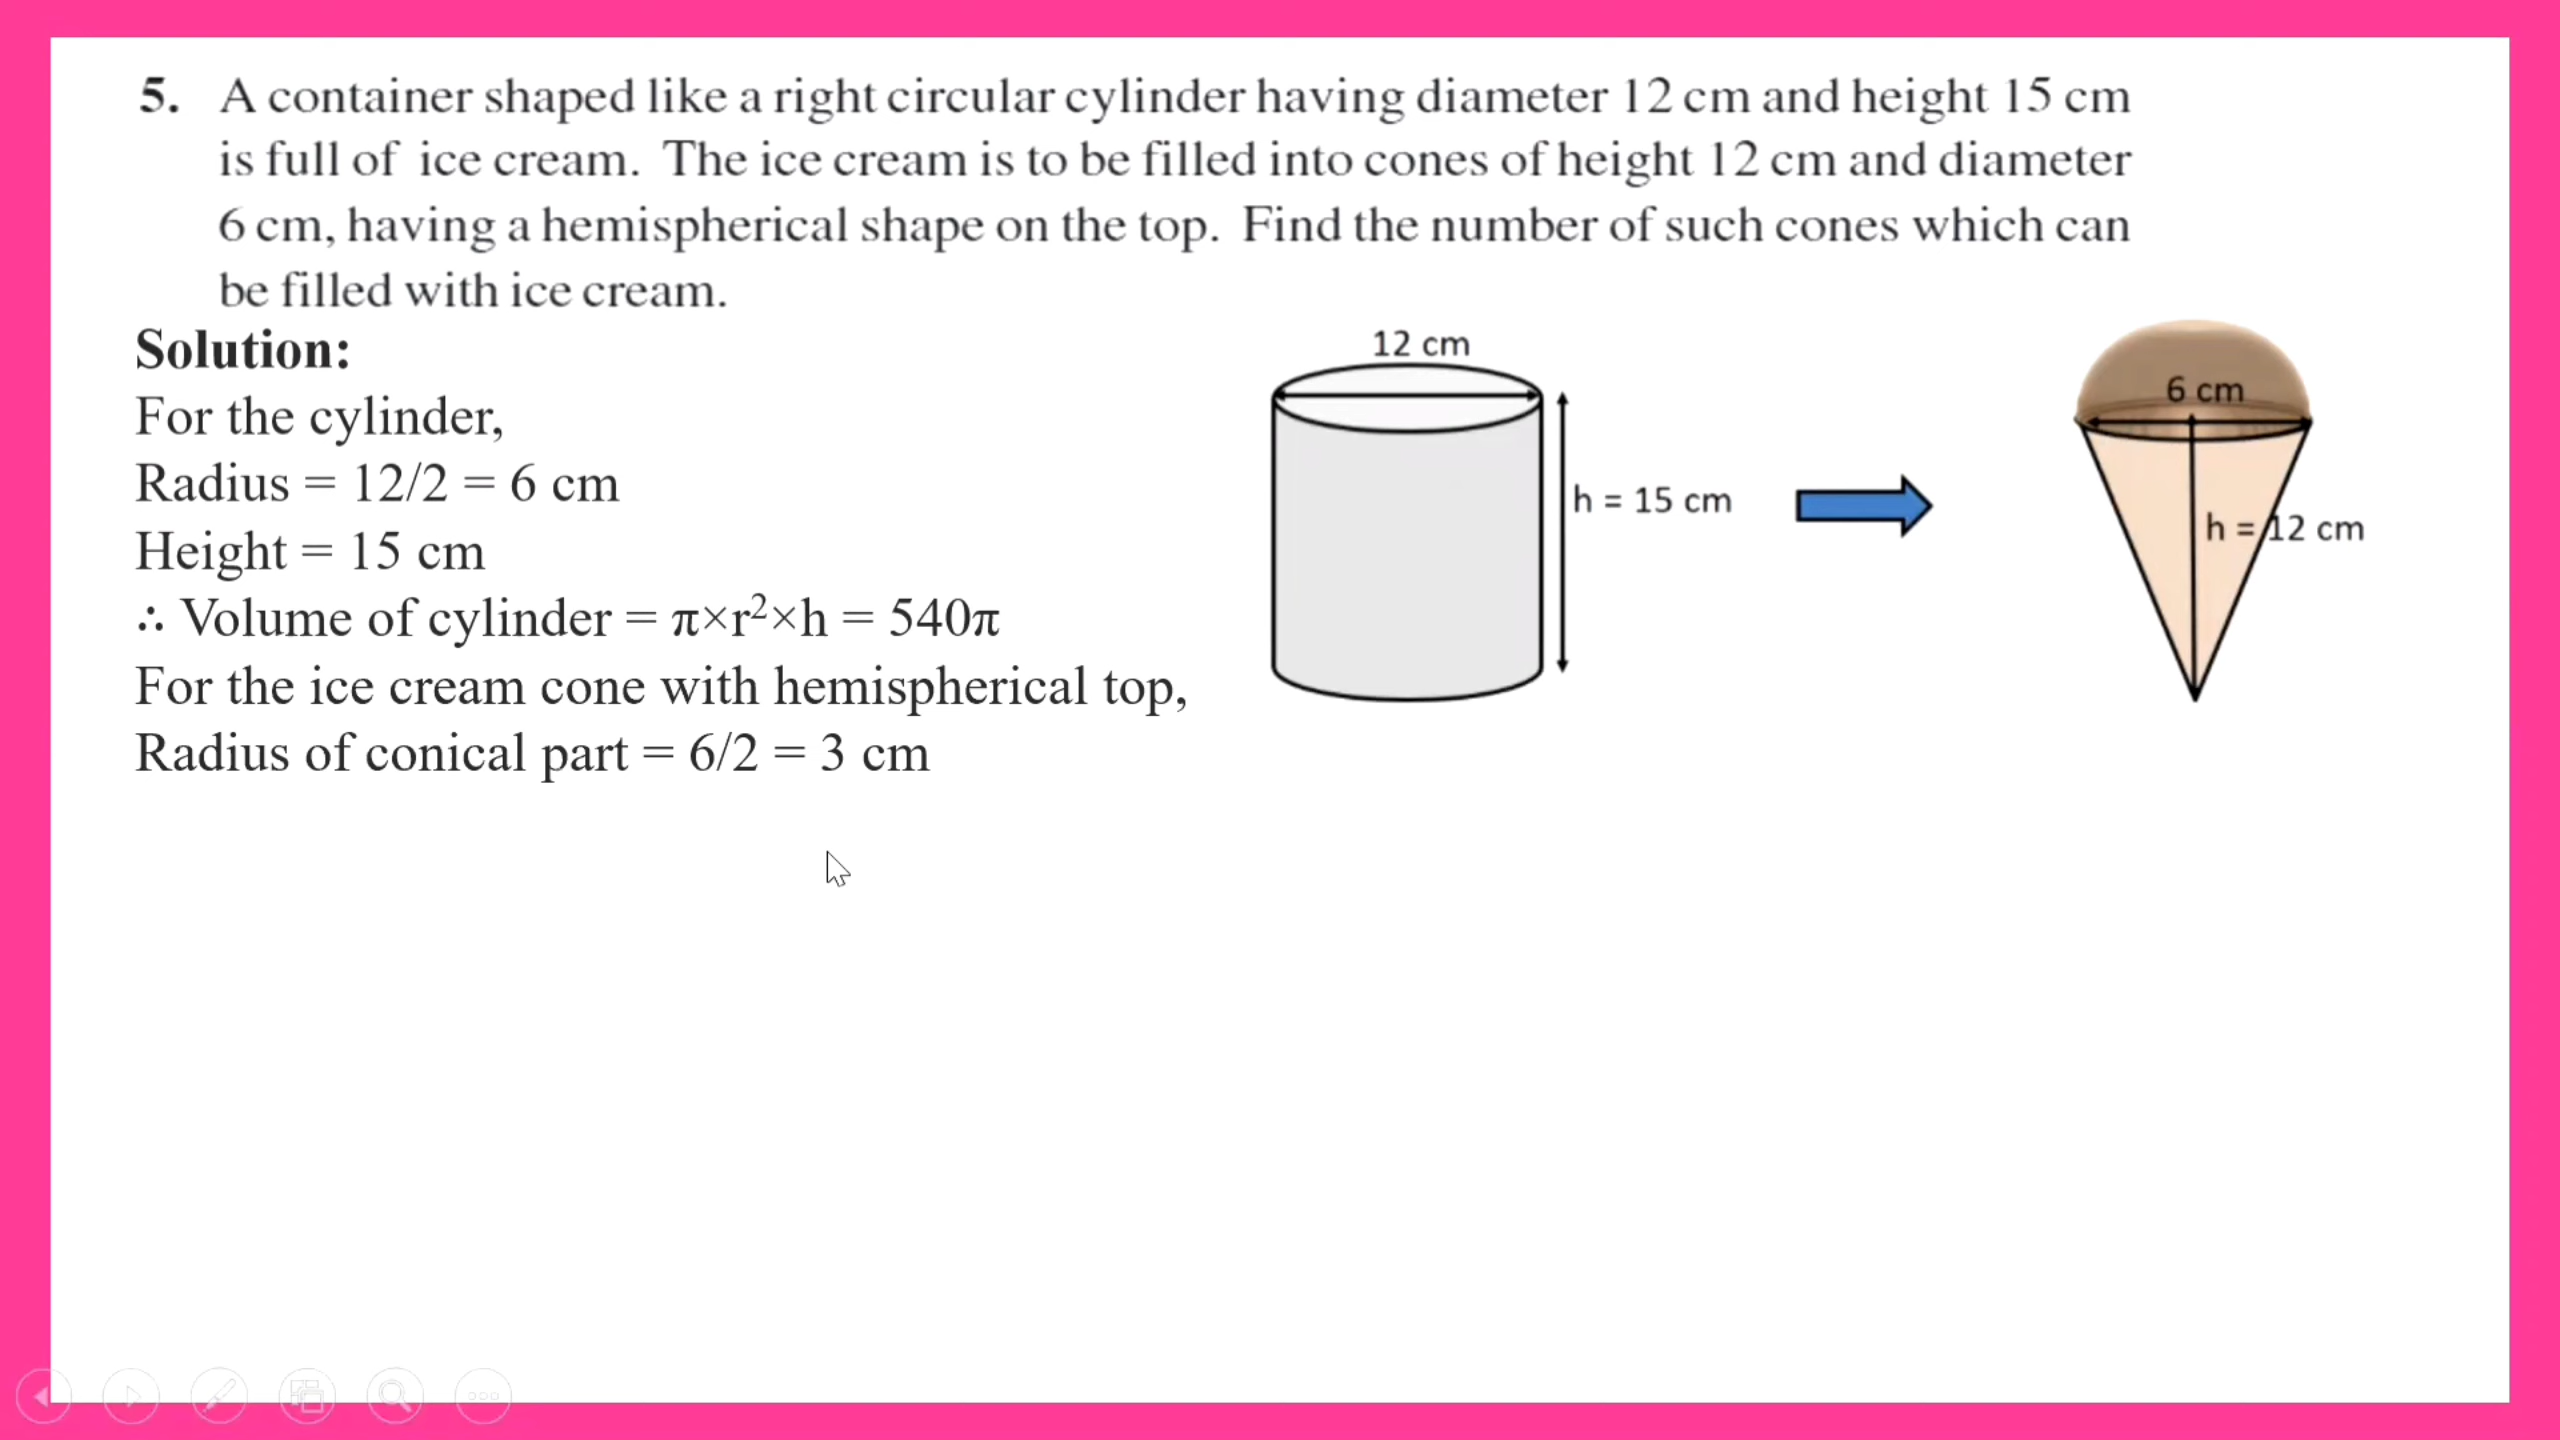 5. A container shaped like a right circular cylinder having diameter 12 cm and height 15 cm
is full of ice cream. The ice cream is to be filled into cones of height 12 cm and diameter
6 cm, having a hemispherical shape on the top. Find the number of such cones which can
be filled with ice cream.
Solution:
For the cylinder,
Radius = 12/2 = 6 cm
Height = 15 cm
∴ Volume of cylinder = π×r²×h = 540π
For the ice cream cone with hemispherical top,
Radius of conical part = 6/2 = 3 cm
12 cm
h = 15 cm
6 cm
h = 12 cm